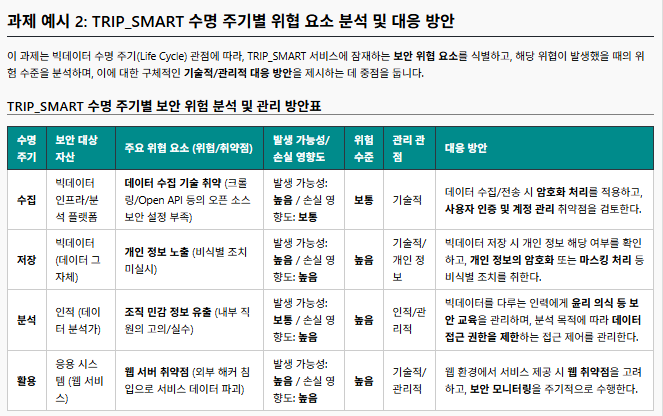 과제 예시 2: TRIP_SMART 수명 주기별 위협 요소 분석 및 대응 방안
이 과제는 빅데이터 수명 주기(Life Cycle) 관점에 따라, TRIP_SMART 서비스에 잠재하는 보안 위협 요소를 식별하고, 해당 위협이 발생했을 때의 위
험 수준을 분석하며, 이에 대한 구체적인 기술적/관리적 대응 방안을 제시하는 데 중점을 둡니다.
TRIP_SMART 수명 주기별 보안 위험 분석 및 관리 방안표
수명
주기
보안 대상
자산
주요 위협 요소 (위협/취약점)
발생 가능성/
손실 영향도
위험
수준
관리 관
점
대응 방안
수집
빅데이터
인프라/분
석 플랫폼
데이터 수집 기술 취약 (크롤
링/Open API 등의 오픈 소스
보안 설정 부족)
발생 가능성:
높음 / 손실 영
향도: 보통
보통
기술적
데이터 수집/전송 시 암호화 처리를 적용하고,
사용자 인증 및 계정 관리 취약점을 검토한다.
저장
빅데이터
(데이터 그
자체)
개인 정보 노출 (비식별 조치
미실시)
발생 가능성:
높음 / 손실 영
향도: 높음
높음
기술적/
개인 정
보
빅데이터 저장 시 개인 정보 해당 여부를 확인
하고, 개인 정보의 암호화 또는 마스킹 처리 등
비식별 조치를 취한다.
분석
인적 (데이
터 분석가)
조직 민감 정보 유출 (내부 직
원의 고의/실수)
발생 가능성:
보통 / 손실 영
향도: 높음
높음
인적/관
리적
빅데이터를 다루는 인력에게 윤리 의식 등 보
안 교육을 관리하며, 분석 목적에 따라 데이터
접근 권한을 제한하는 접근 제어를 관리한다.
활용
응용 시스
템 (웹 서비
스)
웹 서버 취약점 (외부 해커 침
입으로 서비스 데이터 파괴)
발생 가능성:
높음 / 손실 영
향도: 높음
높음
기술적/
관리적
웹 환경에서 서비스 제공 시 웹 취약점을 고려
하고, 보안 모니터링을 주기적으로 수행한다.